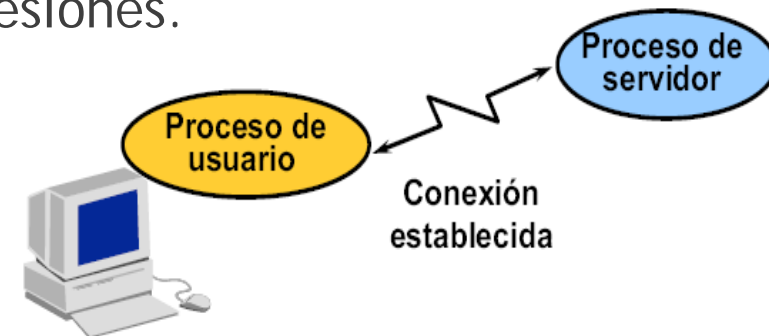 esiones.
Proceso de
servidor
Proceso de
usuario
Conexión
establecida